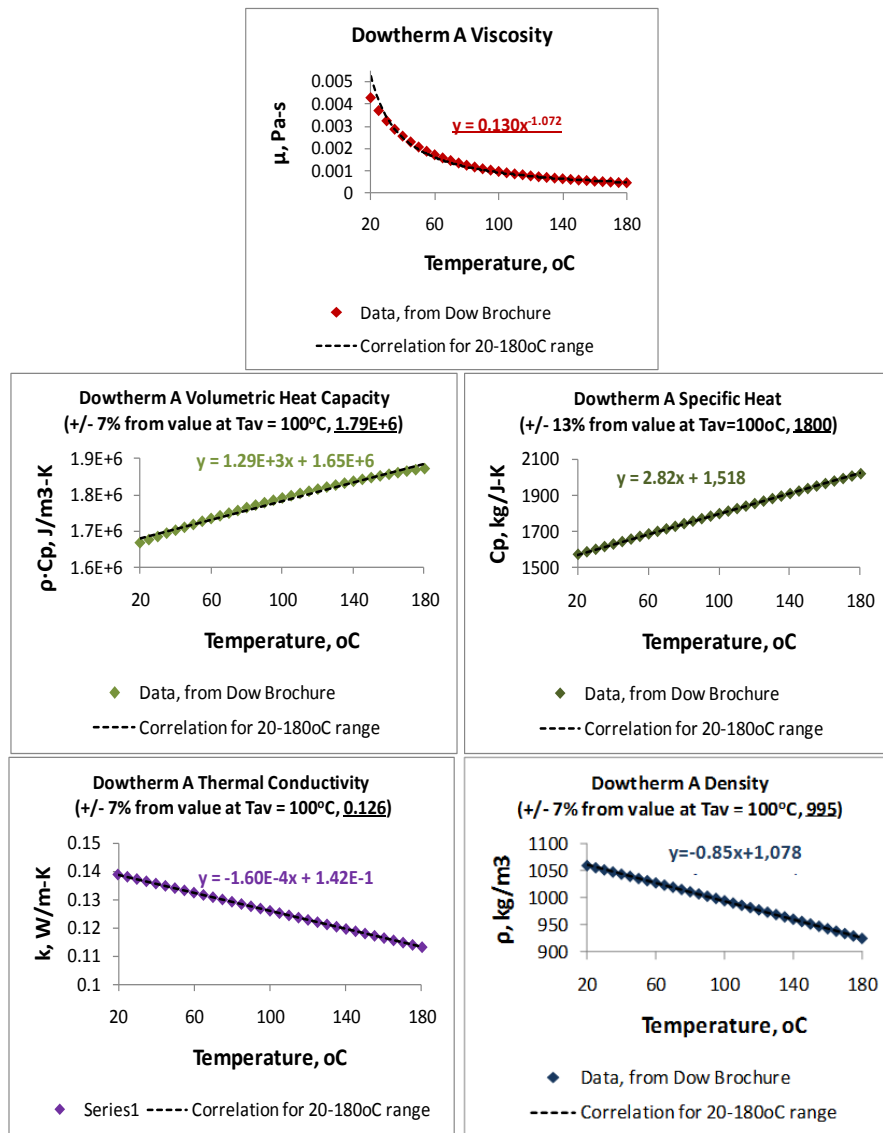 Dowtherm A Viscosity
0.005
0.004
0.003
0.002
0.001
0
μ, Pa-s
y = 0.130x^-1.072
20 60 100 140 180
Temperature, oC
Data, from Dow Brochure
Correlation for 20-180oC range
Dowtherm A Volumetric Heat Capacity
(+/- 7% from value at Tav = 100ºC, 1.79E+6)
1.9E+6
1.8E+6
1.7E+6
1.6E+6
ρ·Cp, J/m3-K
y = 1.29E+3x + 1.65E+6
20 60 100 140 180
Temperature, oC
Data, from Dow Brochure
Correlation for 20-180oC range
Dowtherm A Specific Heat
(+/- 13% from value at Tav=100oC, 1800)
2100
1900
1700
1500
Cp, kg/J-K
y = 2.82x + 1,518
20 60 100 140 180
Temperature, oC
Data, from Dow Brochure
Correlation for 20-180oC range
Dowtherm A Thermal Conductivity
(+/- 7% from value at Tav = 100ºC, 0.126)
0.15
0.14
0.13
0.12
0.11
0.1
k, W/m-K
y = -1.60E-4x + 1.42E-1
20 60 100 140 180
Temperature, oC
Series1 Correlation for 20-180oC range
Dowtherm A Density
(+/- 7% from value at Tav = 100ºC, 995)
1100
1050
1000
950
900
ρ, kg/m3
y=-0.85x+1,078
20 60 100 140 180
Temperature, oC
Data, from Dow Brochure
Correlation for 20-180oC range